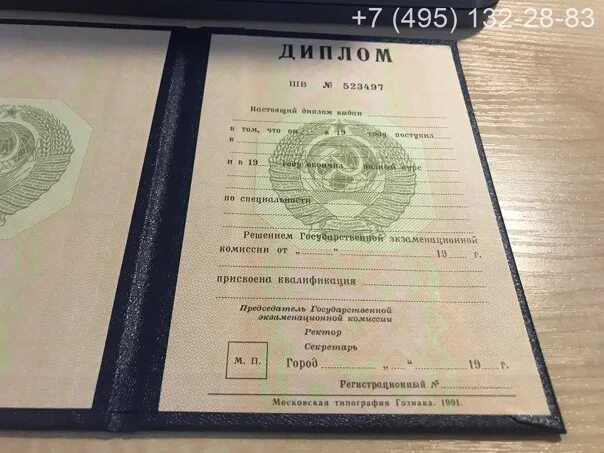 +7 (495) 132-28-83
ДИПЛОМ
ШВ № 523497
Настоящий диплом выдан
в том, что он в 19 году поступил
в
и в 19 году окончил полный курс
по специальности
Решением Государственной экзаменационной
комиссии от „ “ 19 г.
присвоена квалификация
Председатель Государственной
экзаменационной комиссии
Ректор
Секретарь
М. П. Город „ “ 19 г.
Регистрационный №
Московская типография Гознака. 1991.